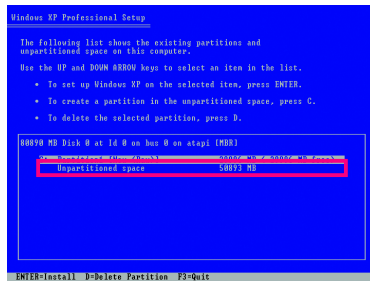 Windows XP Professional Setup
The following list shows the existing partitions and
unpartitioned space on this computer.
Use the UP and DOWN ARROW keys to select an item in the list.
• To set up Windows XP on the selected item, press ENTER.
• To create a partition in the unpartitioned space, press C.
• To delete the selected partition, press D.
80890 MB Disk 0 at Id 0 on bus 0 on atapi [MBR]
Unpartitioned space 50893 MB
ENTER=Install D=Delete Partition F3=Quit